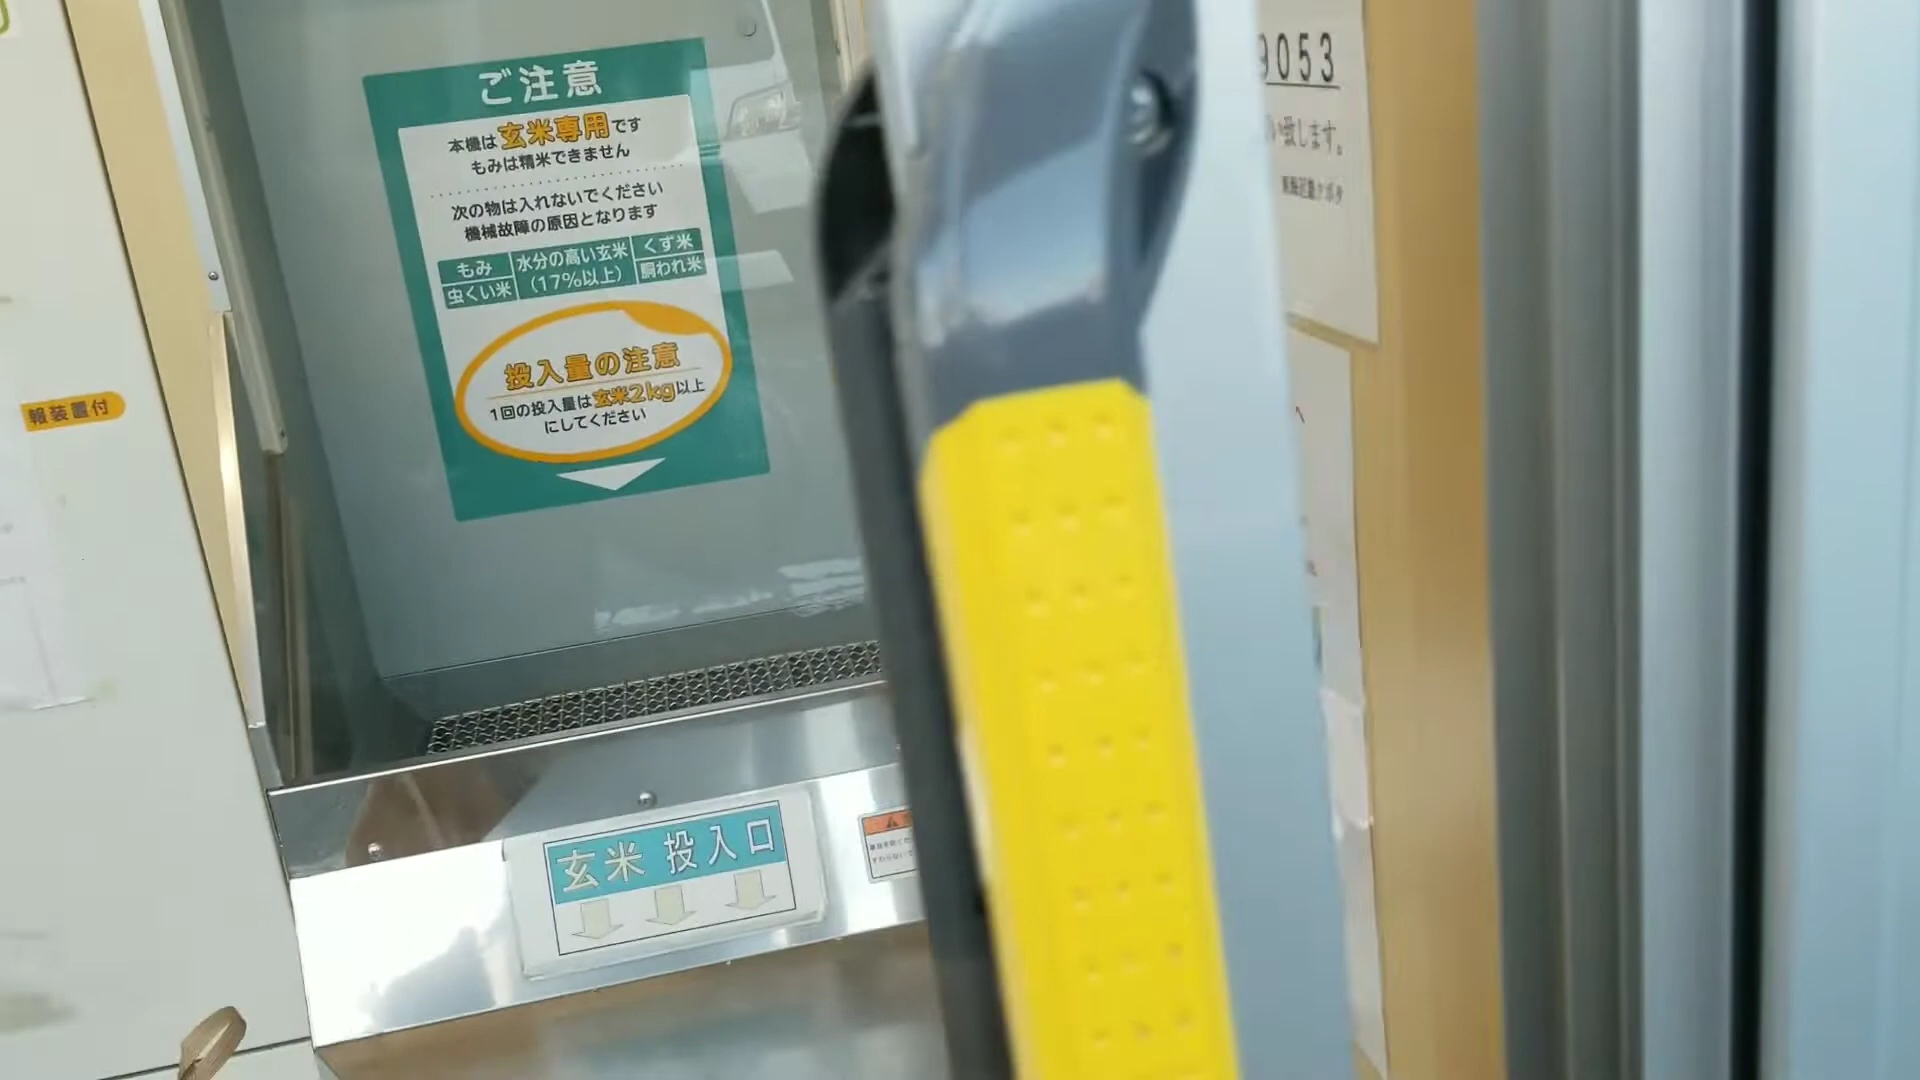 ご注意
本機は玄米専用です
もみは精米できません
次の物は入れないでください
機械故障の原因となります
もみ 水分の高い玄米 くず米
虫くい米 (17%以上) 胴われ米
投入量の注意
1回の投入量は玄米2kg以上
にしてください
報装置付
玄米 投入口
9053
致します。